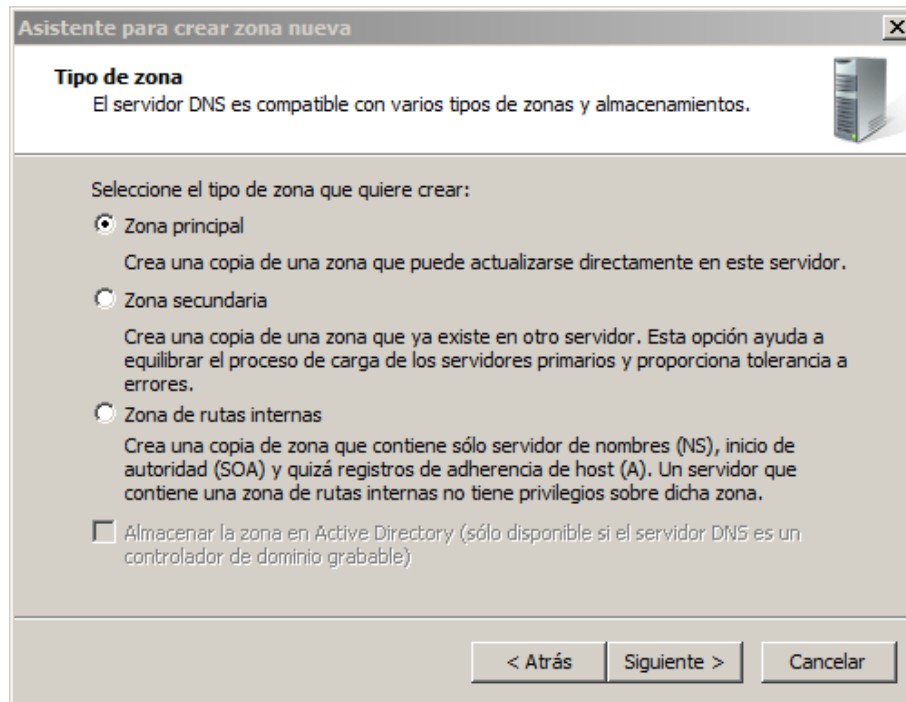 Asistente para crear zona nueva
Tipo de zona
El servidor DNS es compatible con varios tipos de zonas y almacenamientos.
Seleccione el tipo de zona que quiere crear:
Zona principal
Crea una copia de una zona que puede actualizarse directamente en este servidor.
Zona secundaria
Crea una copia de una zona que ya existe en otro servidor. Esta opción ayuda a
equilibrar el proceso de carga de los servidores primarios y proporciona tolerancia a
errores.
Zona de rutas internas
Crea una copia de zona que contiene sólo servidor de nombres (NS), inicio de
autoridad (SOA) y quizá registros de adherencia de host (A). Un servidor que
contiene una zona de rutas internas no tiene privilegios sobre dicha zona.
Almacenar la zona en Active Directory (sólo disponible si el servidor DNS es un
controlador de dominio grabable)
< Atrás Siguiente > Cancelar